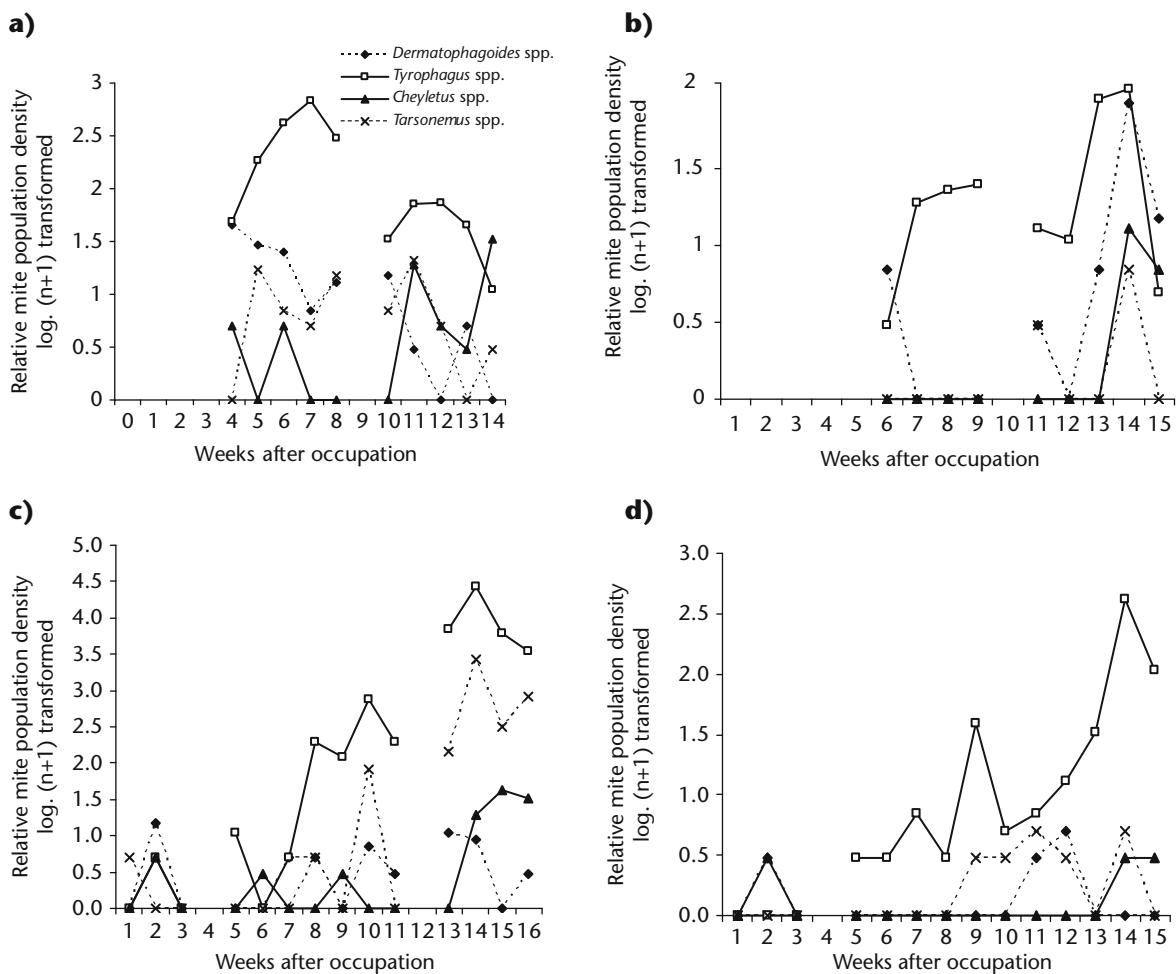 a)
Dermatophagoides spp.
Tyrophagus spp.
Cheyletus spp.
Tarsonemus spp.
Relative mite population density
log. (n+1) transformed
3
2.5
2
1.5
1
0.5
0
0 1 2 3 4 5 6 7 8 9 10 11 12 13 14
Weeks after occupation
b)
Relative mite population density
log. (n+1) transformed
2
1.5
1
0.5
0
1 2 3 4 5 6 7 8 9 10 11 12 13 14 15
Weeks after occupation
c)
Relative mite population density
log. (n+1) transformed
5.0
4.5
4.0
3.5
3.0
2.5
2.0
1.5
1.0
0.5
0.0
1 2 3 4 5 6 7 8 9 10 11 12 13 14 15 16
Weeks after occupation
d)
Relative mite population density
log. (n+1) transformed
3.0
2.5
2.0
1.5
1.0
0.5
0.0
1 2 3 4 5 6 7 8 9 10 11 12 13 14 15
Weeks after occupation